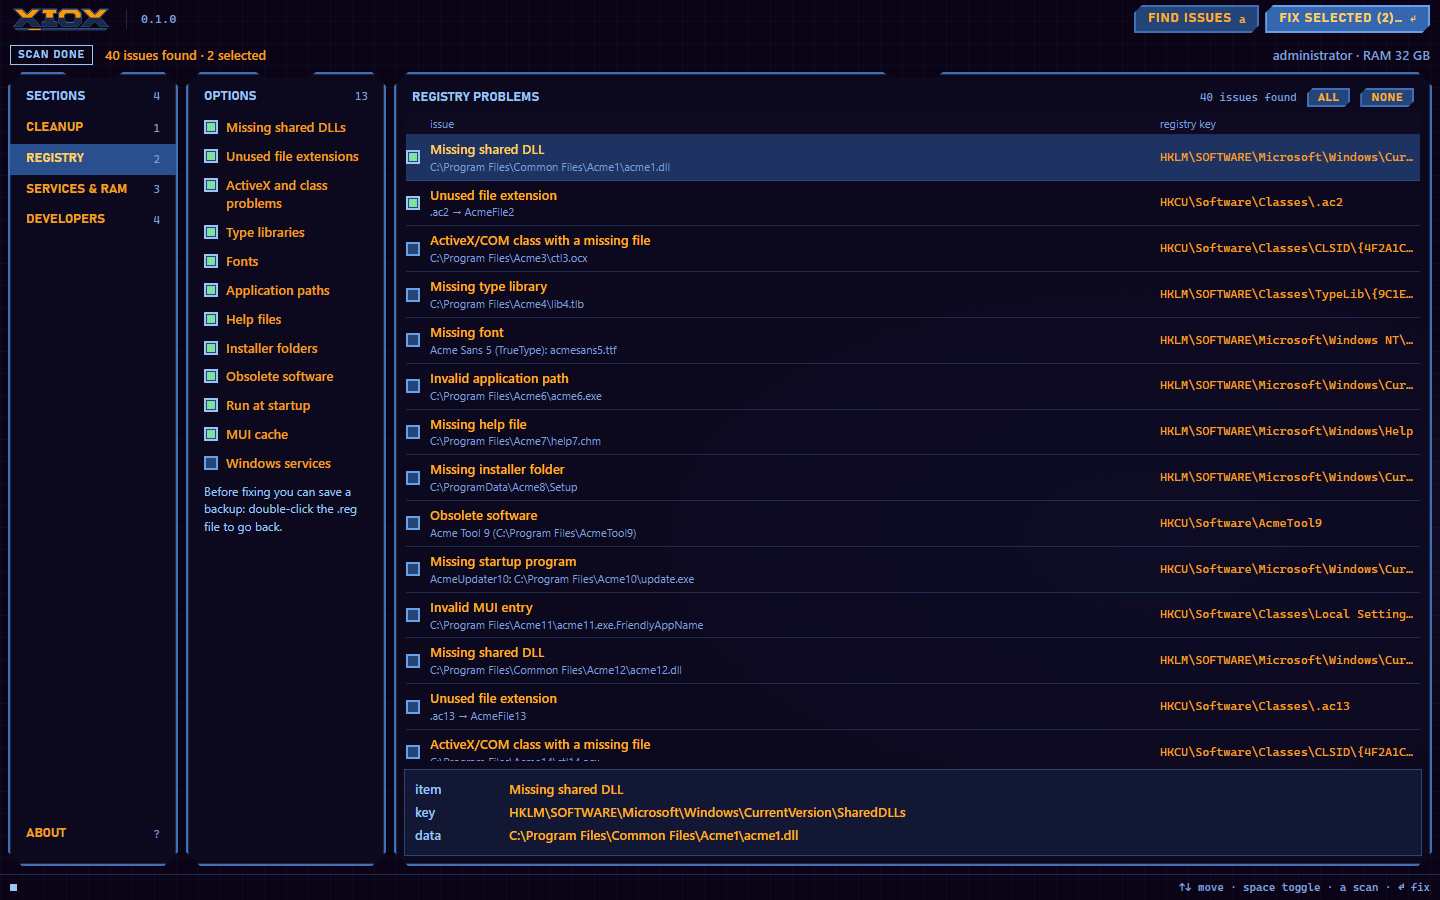 XIOX 0.1.0 FIND ISSUES a FIX SELECTED (2)… ↲
SCAN DONE 40 issues found · 2 selected administrator · RAM 32 GB
SECTIONS 4
CLEANUP 1
REGISTRY 2
SERVICES & RAM 3
DEVELOPERS 4
ABOUT ?
OPTIONS 13
Missing shared DLLs
Unused file extensions
ActiveX and class
problems
Type libraries
Fonts
Application paths
Help files
Installer folders
Obsolete software
Run at startup
MUI cache
Windows services
Before fixing you can save a
backup: double-click the .reg
file to go back.
REGISTRY PROBLEMS 40 issues found ALL NONE
issue registry key
Missing shared DLL
C:\Program Files\Common Files\Acme1\acme1.dll
HKLM\SOFTWARE\Microsoft\Windows\Cur…
Unused file extension
.ac2 → AcmeFile2
HKCU\Software\Classes\.ac2
ActiveX/COM class with a missing file
C:\Program Files\Acme3\ctl3.ocx
HKCU\Software\Classes\CLSID\{4F2A1C…
Missing type library
C:\Program Files\Acme4\lib4.tlb
HKLM\SOFTWARE\Classes\TypeLib\{9C1E…
Missing font
Acme Sans 5 (TrueType): acmesans5.ttf
HKLM\SOFTWARE\Microsoft\Windows NT\…
Invalid application path
C:\Program Files\Acme6\acme6.exe
HKLM\SOFTWARE\Microsoft\Windows\Cur…
Missing help file
C:\Program Files\Acme7\help7.chm
HKLM\SOFTWARE\Microsoft\Windows\Help
Missing installer folder
C:\ProgramData\Acme8\Setup
HKLM\SOFTWARE\Microsoft\Windows\Cur…
Obsolete software
Acme Tool 9 (C:\Program Files\AcmeTool9)
HKCU\Software\AcmeTool9
Missing startup program
AcmeUpdater10: C:\Program Files\Acme10\update.exe
HKCU\SOFTWARE\Microsoft\Windows\Cur…
Invalid MUI entry
C:\Program Files\Acme11\acme11.exe.FriendlyAppName
HKCU\Software\Classes\Local Setting…
Missing shared DLL
C:\Program Files\Common Files\Acme12\acme12.dll
HKLM\SOFTWARE\Microsoft\Windows\Cur…
Unused file extension
.ac13 → AcmeFile13
HKCU\Software\Classes\.ac13
ActiveX/COM class with a missing file
C:\Program Files\Acme14\ctl14.ocx
HKCU\Software\Classes\CLSID\{4F2A1C…
item Missing shared DLL
key HKLM\SOFTWARE\Microsoft\Windows\CurrentVersion\SharedDLLs
data C:\Program Files\Common Files\Acme1\acme1.dll
↑↓ move · space toggle · a scan · ↲ fix